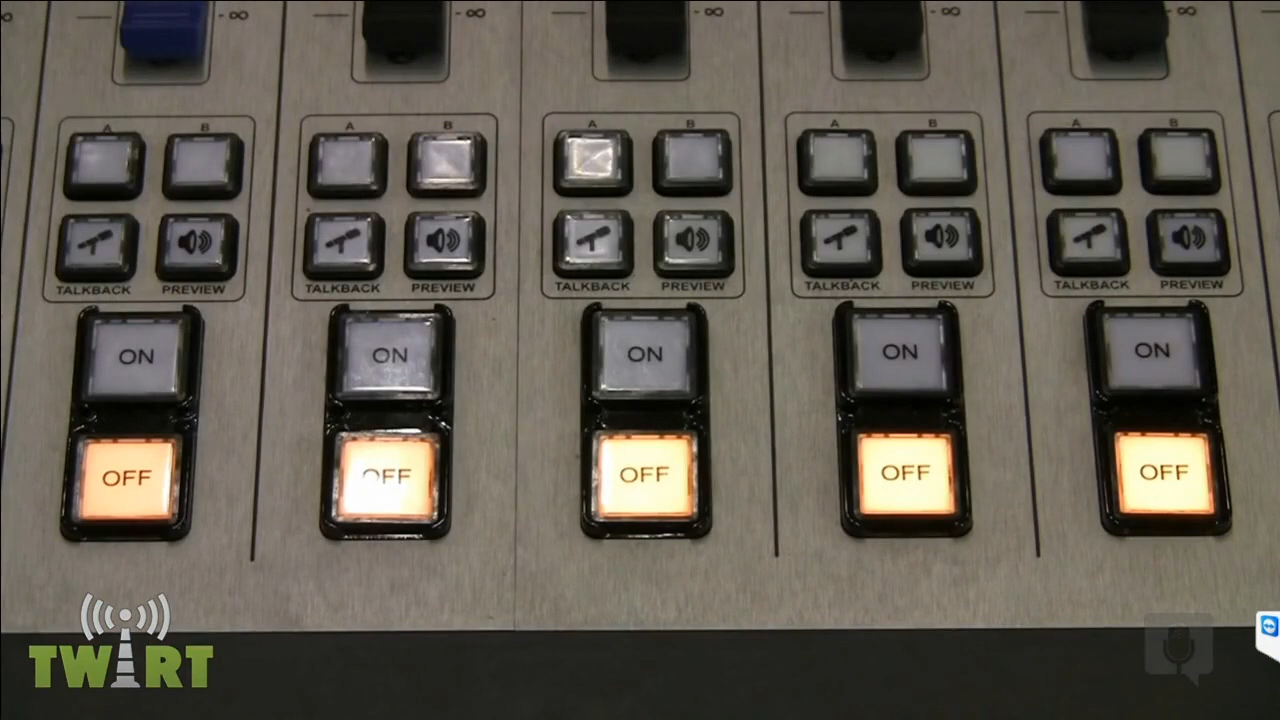 -∞ -∞ -∞ -∞ -∞
A B A B A B A B A B
TALKBACK PREVIEW TALKBACK PREVIEW TALKBACK PREVIEW TALKBACK PREVIEW TALKBACK PREVIEW
ON ON ON ON ON
OFF OFF OFF OFF OFF
TWiRT